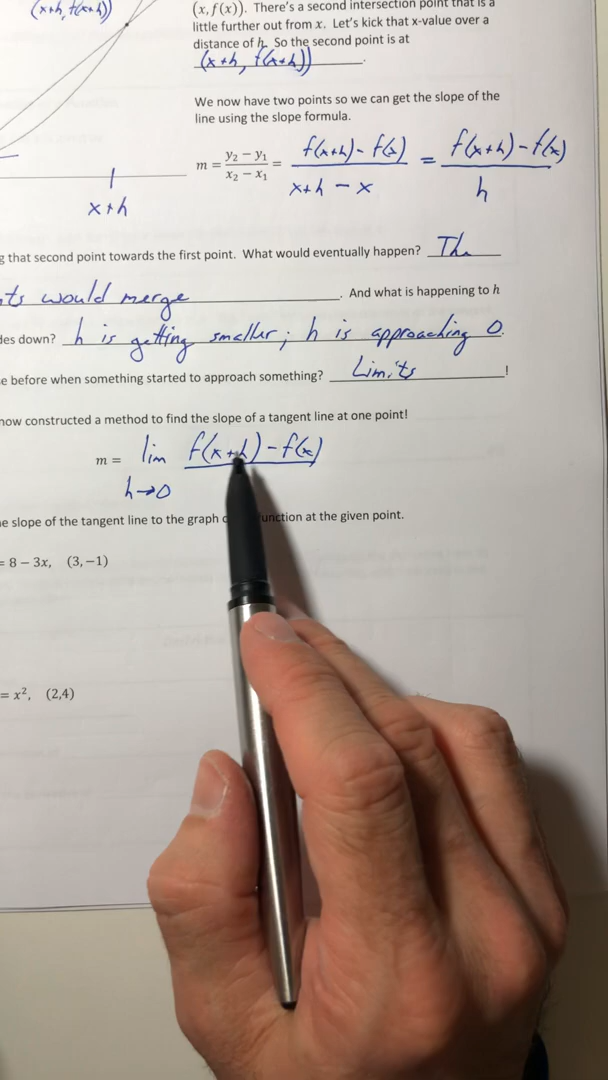 (x+h, f(x+h))
(x, f(x)). There's a second intersection point that is a
little further out from x. Let's kick that x-value over a
distance of h. So the second point is at
(x+h, f(x+h)).
We now have two points so we can get the slope of the
line using the slope formula.
m = y₂ − y₁ / x₂ − x₁ = f(x+h) - f(x) / x+h - x = f(x+h) - f(x) / h
x+h
g that second point towards the first point. What would eventually happen? The
ts would merge. And what is happening to h
des down? h is getting smaller; h is approaching 0.
e before when something started to approach something? Limits!
now constructed a method to find the slope of a tangent line at one point!
m = lim h→0 f(x+h) - f(x)
e slope of the tangent line to the graph unction at the given point.
= 8 − 3x, (3, −1)
= x², (2,4)